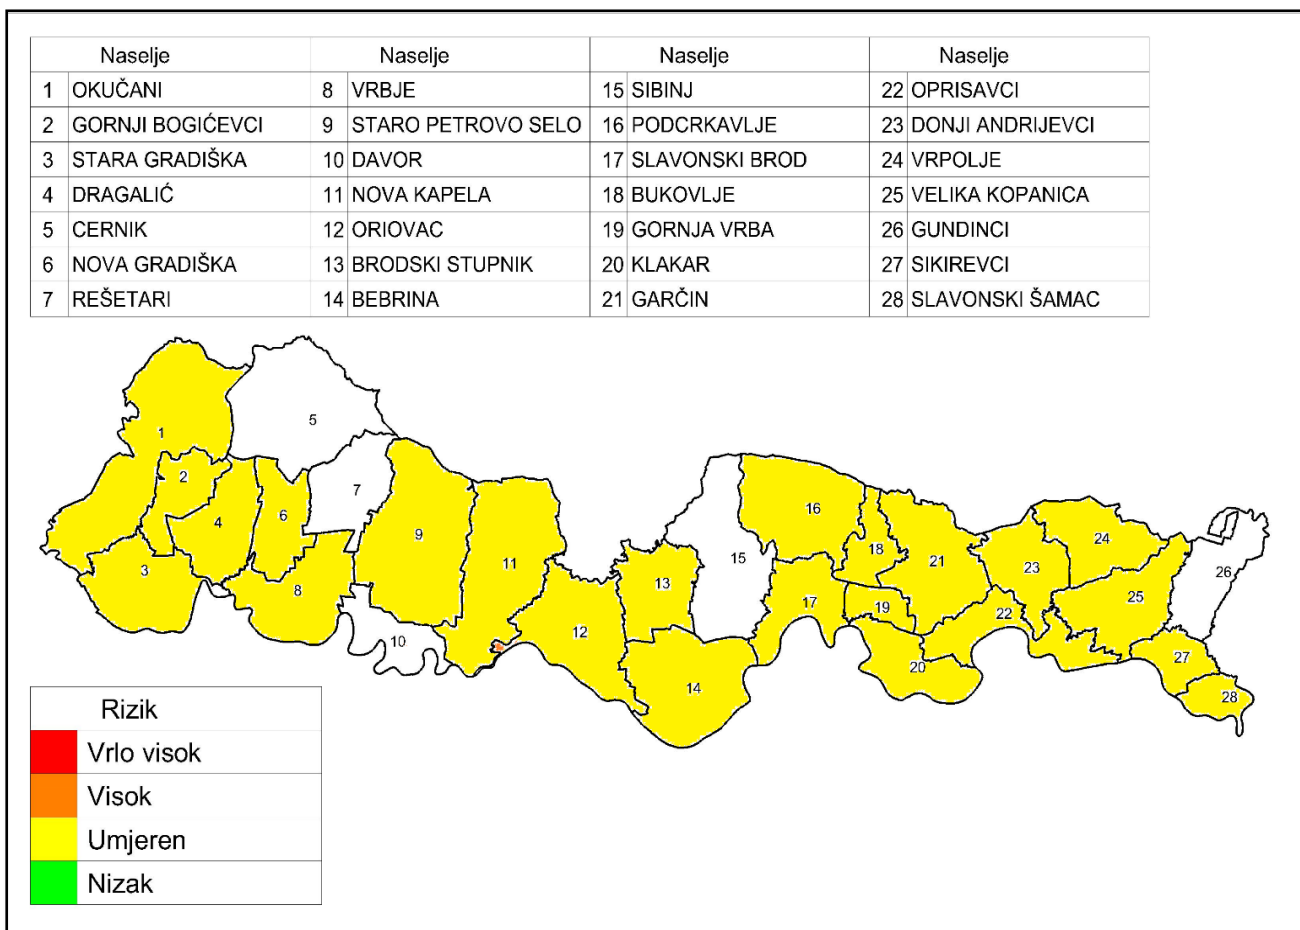 Naselje Naselje Naselje Naselje
1 OKUČANI 8 VRBJE 15 SIBINJ 22 OPRISAVCI
2 GORNJI BOGIĆEVCI 9 STARO PETROVO SELO 16 PODCRKAVLJE 23 DONJI ANDRIJEVCI
3 STARA GRADIŠKA 10 DAVOR 17 SLAVONSKI BROD 24 VRPOLJE
4 DRAGALIĆ 11 NOVA KAPELA 18 BUKOVLJE 25 VELIKA KOPANICA
5 CERNIK 12 ORIOVAC 19 GORNJA VRBA 26 GUNDINCI
6 NOVA GRADIŠKA 13 BRODSKI STUPNIK 20 KLAKAR 27 SIKIREVCI
7 REŠETARI 14 BEBRINA 21 GARČIN 28 SLAVONSKI ŠAMAC
5
1
2
7
16
4
6
9
24
11
18
15
21
3
23
26
13
8
25
17
19
22
12
10
27
20
14
28
Rizik
Vrlo visok
Visok
Umjeren
Nizak